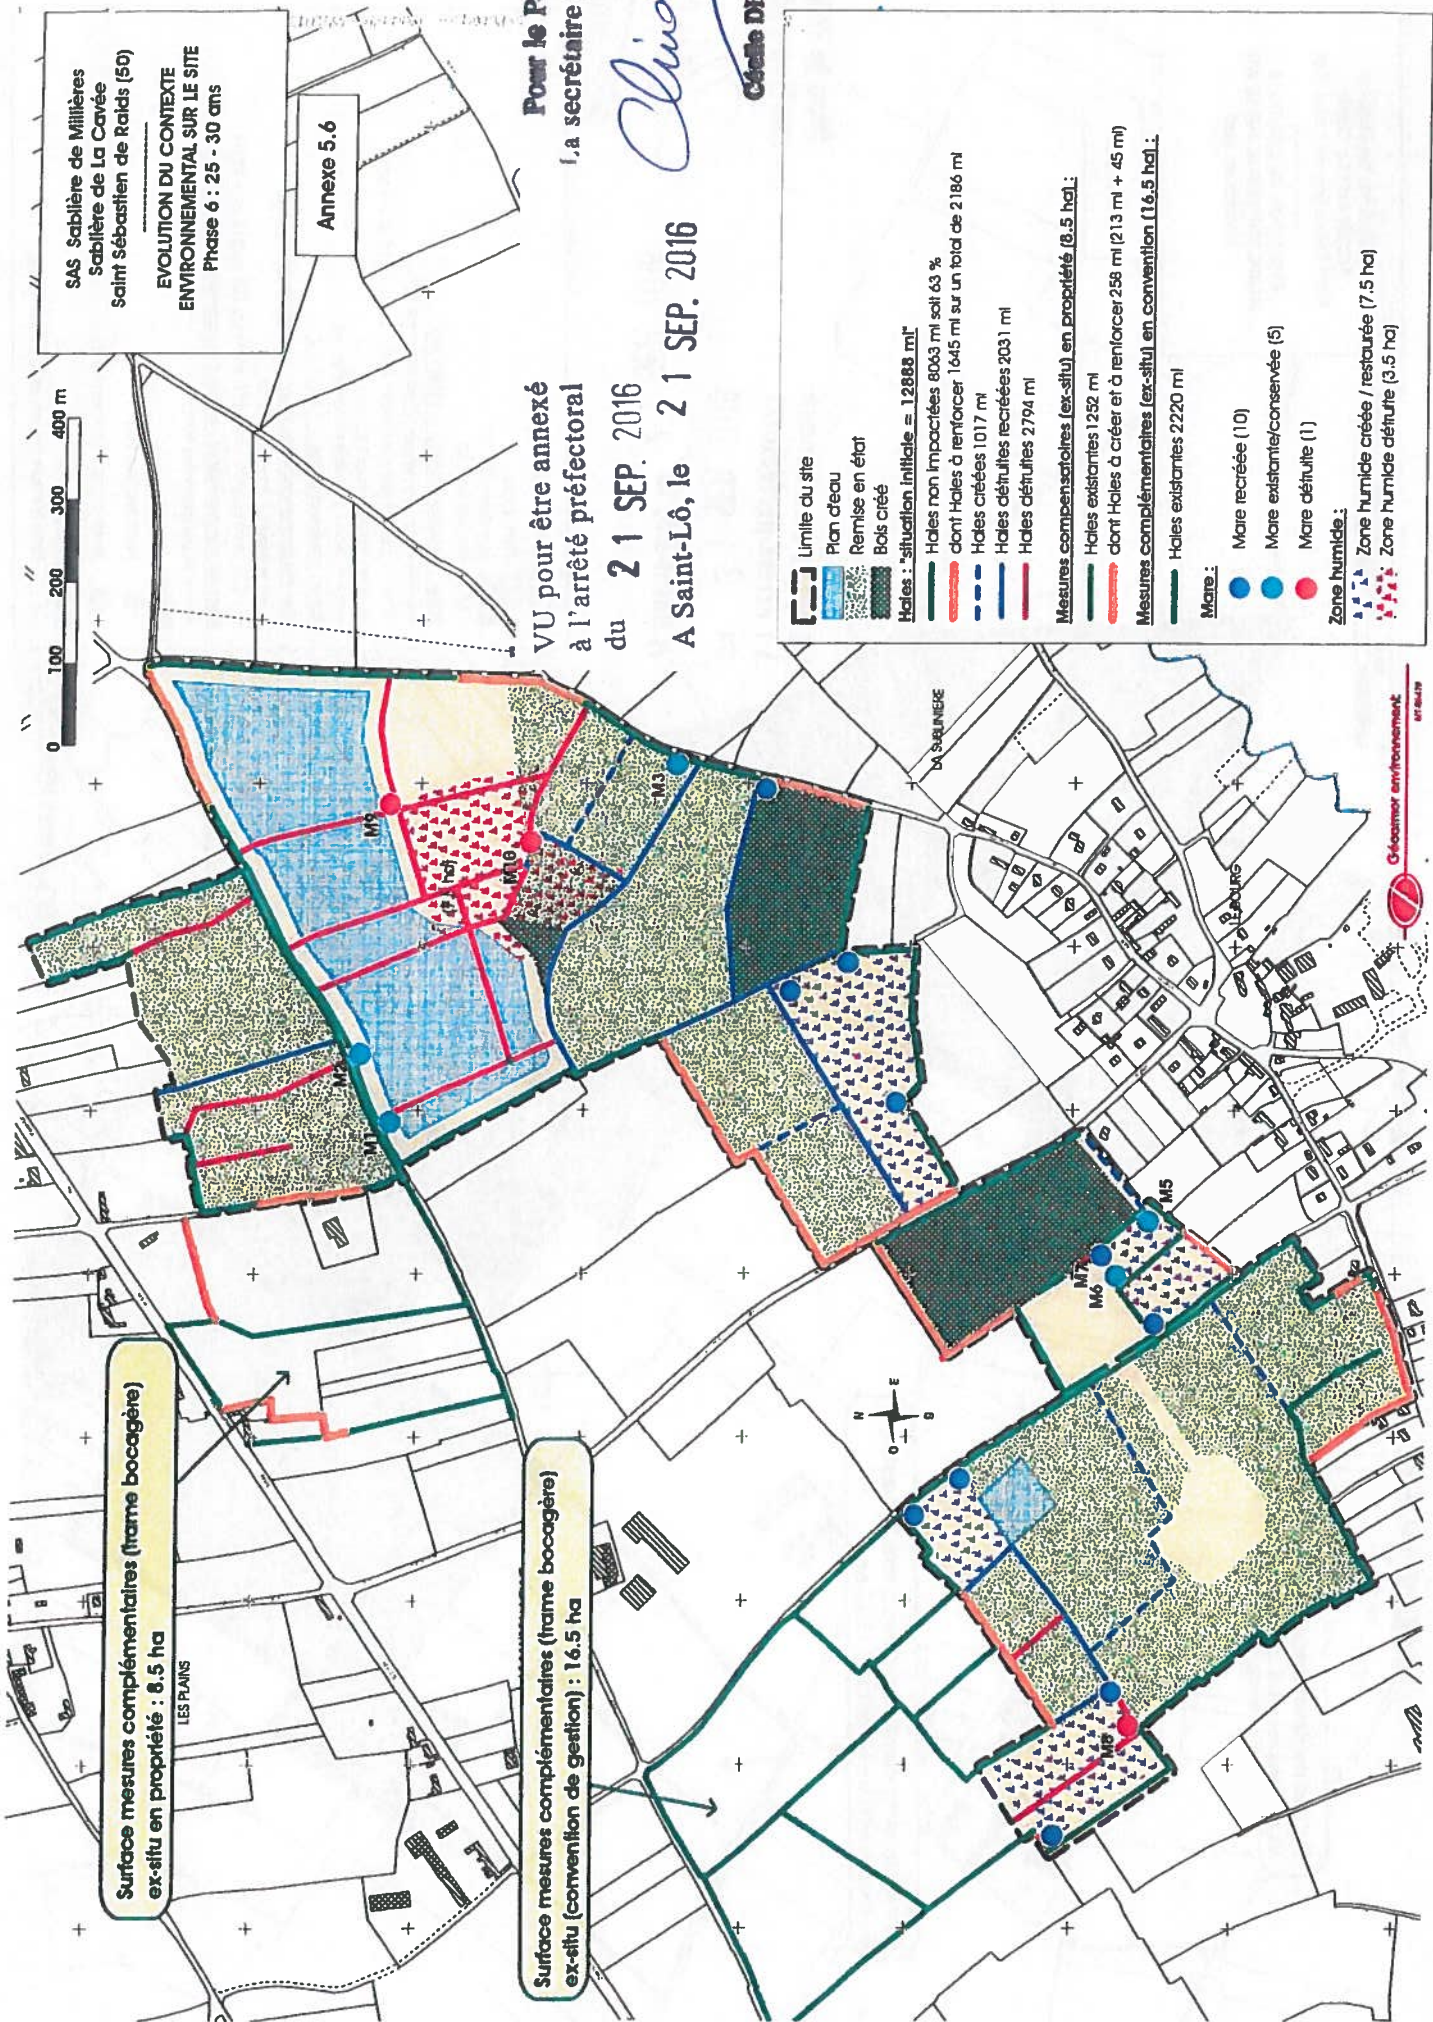 SAS Sablière de Millières
Sablière de La Cavée
Saint Sébastien de Raids (50)
EVOLUTION DU CONTEXTE
ENVIRONNEMENTAL SUR LE SITE
Phase 6 : 25 - 30 ans
Annexe 5.6
0 100 200 300 400 m
Pour le P
La secrétaire
Cécile DI
VU pour être annexé
à l'arrêté préfectoral
du 21 SEP. 2016
A Saint-Lô, le 21 SEP. 2016
Limite du site
Plan d'eau
Remise en état
Bois créé
Haies : "situation initiale = 12888 ml"
Haies non impactées 8063 ml soit 63 %
dont Haies à renforcer 1645 ml sur un total de 2186 ml
Haies créées 1017 ml
Haies détruites recréées 2031 ml
Haies détruites 2794 ml
Mesures compensatoires (ex-situ) en propriété (8.5 ha) :
Haies existantes 1252 ml
dont Haies à créer et à renforcer 258 ml (213 ml + 45 ml)
Mesures complémentaires (ex-situ) en convention (16.5 ha) :
Haies existantes 2220 ml
Mare :
Mare recréée (10)
Mare existante/conservée (5)
Mare détruite (1)
Zone humide :
Zone humide créée / restaurée (7.5 ha)
Zone humide détruite (3.5 ha)
Surface mesures complémentaires (trame bocagère)
ex-situ en propriété : 8.5 ha
LES PLAINS
Surface mesures complémentaires (trame bocagère)
ex-situ (convention de gestion) : 16.5 ha
M1
M2
M9
M10
M3
M5
M7
M6
M8
N
E
S
O
LA SUBLINIERE
LE BOURG
Géoarmor environnement